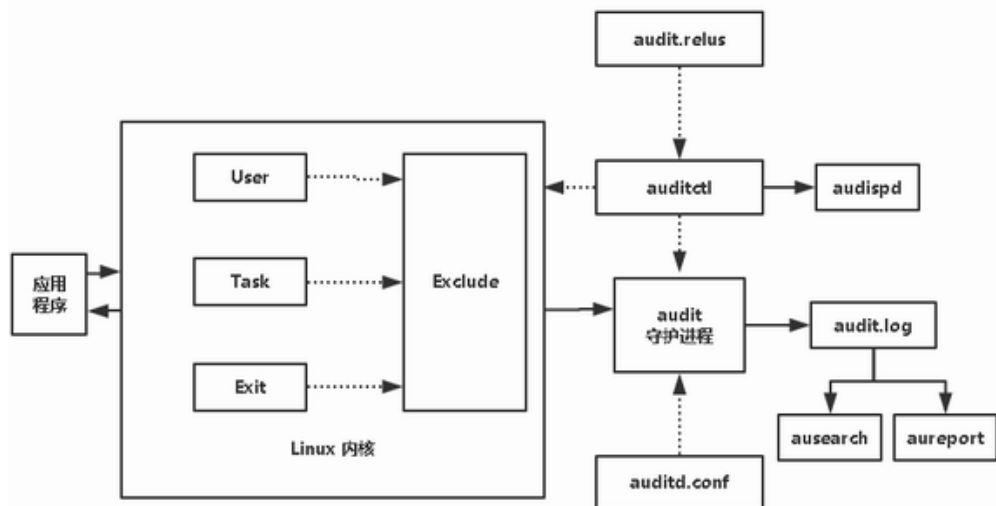 audit.relus
User
auditctl
audispd
应用
程序
Task
Exclude
audit
守护进程
audit.log
Exit
ausearch
aureport
Linux 内核
auditd.conf